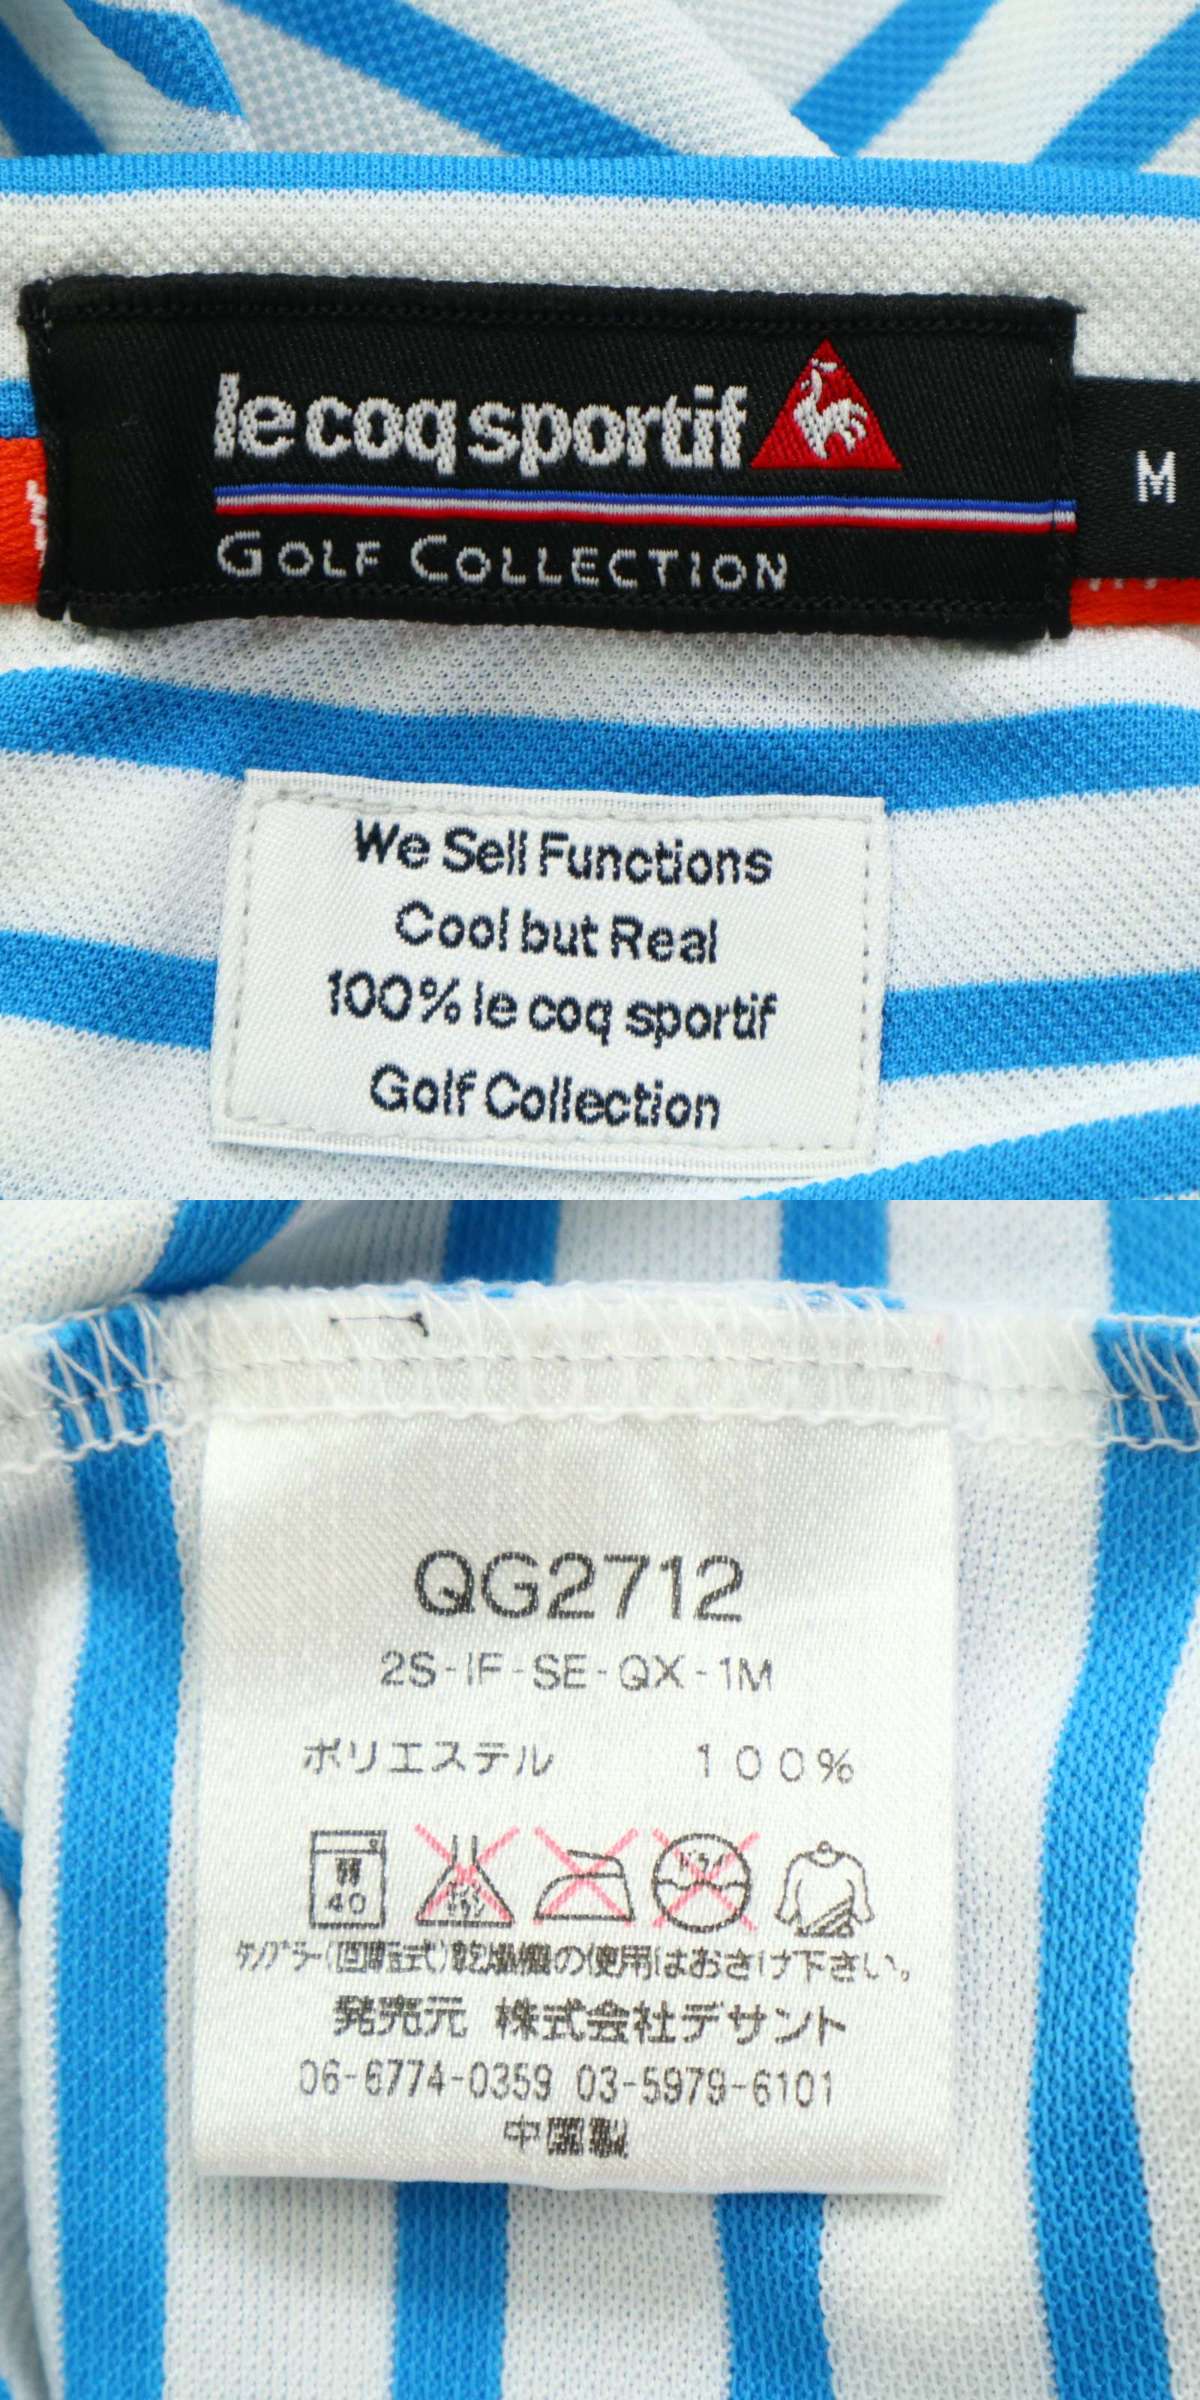 le coq sportif
GOLF COLLECTION
M
We Sell Functions
Cool but Real
100% le coq sportif
Golf Collection
QG2712
2S-IF-SE-QX-1M
ポリエステル 100%
弱 40 ドライ
タンブラー(回転式)乾燥機の使用はおさけ下さい。
発売元 株式会社デサント
06-6774-0359 03-5979-6101
中国製